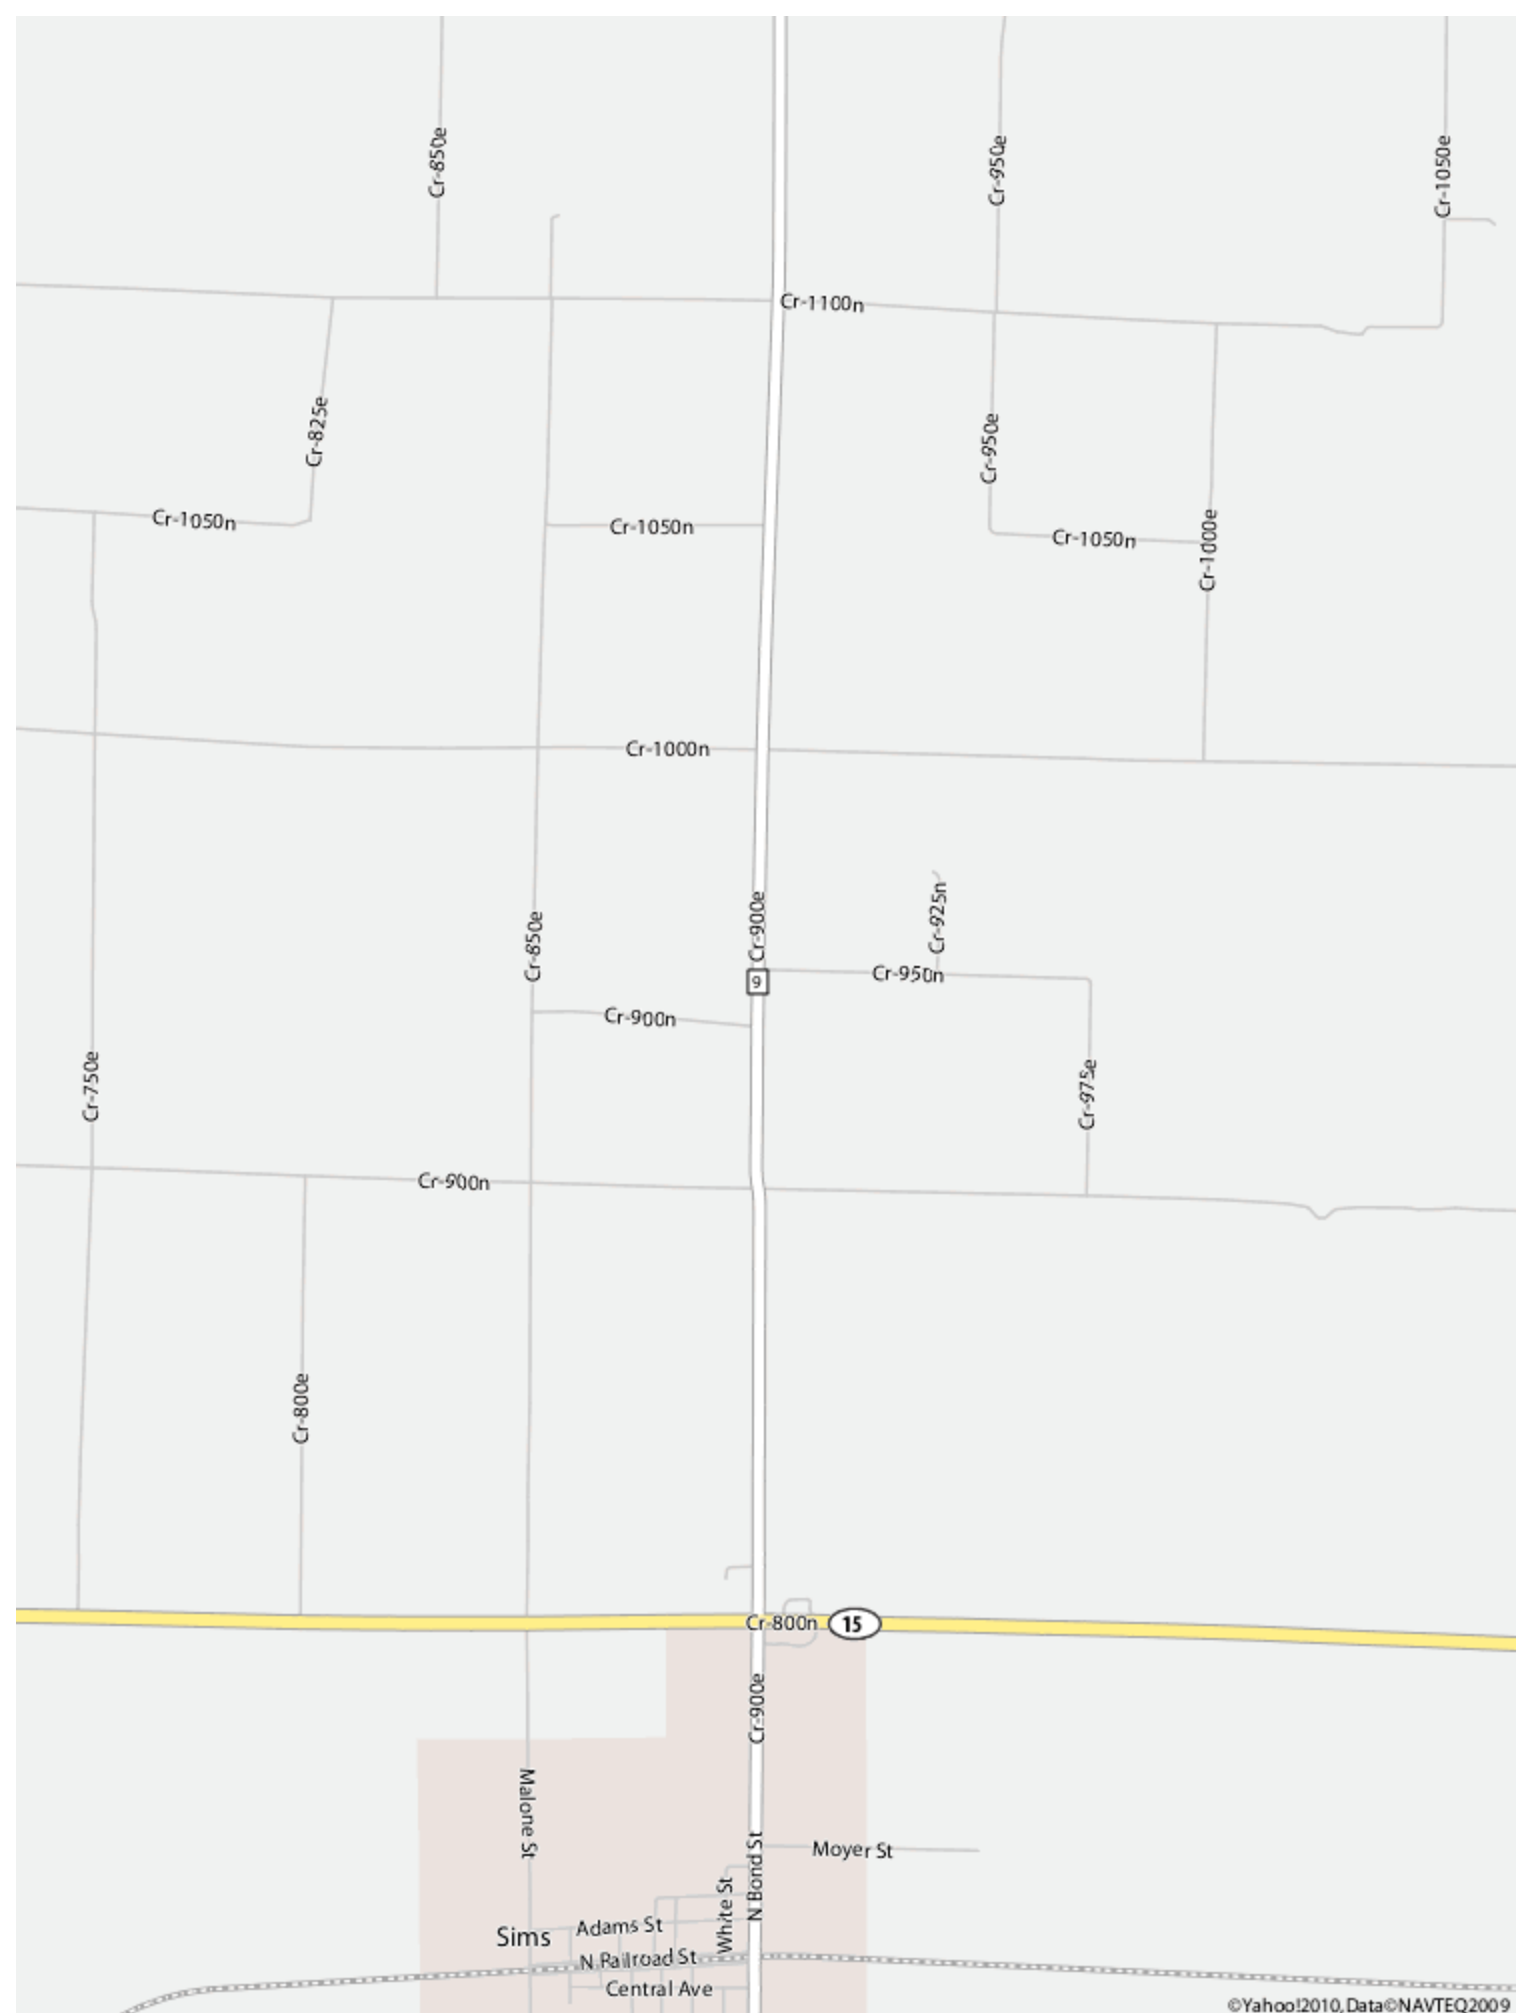 Cr-850e
Cr-950e
Cr-1050e
Cr-1100n
Cr-825e
Cr-950e
Cr-1050n
Cr-1050n
Cr-1050n
Cr-1000e
Cr-1000n
Cr-850e
Cr-900e
Cr-925n
Cr-950n
9
Cr-900n
Cr-750e
Cr-975e
Cr-900n
Cr-800e
Cr-800n
15
Cr-900e
Malone St
N Bond St
Moyer St
White St
Adams St
Sims
N Railroad St
Central Ave
©Yahoo!2010, Data©NAVTEQ2009